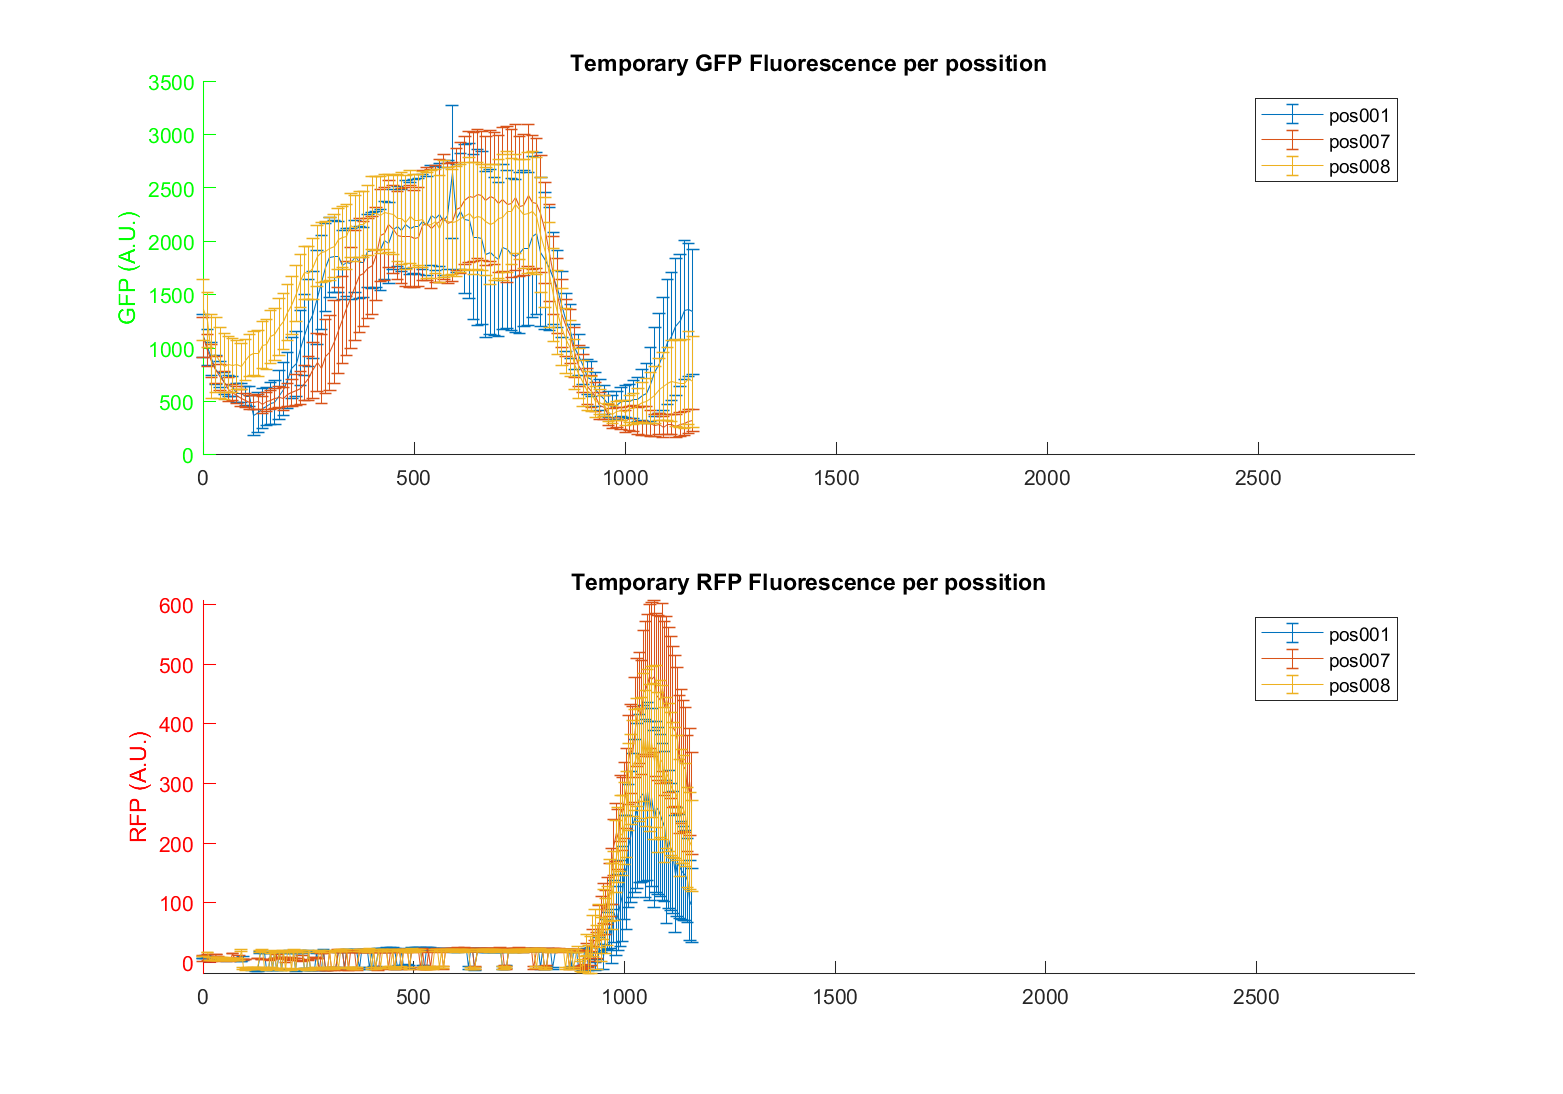 Temporary GFP Fluorescence per possition
3500
3000
2500
2000
1500
1000
500
0
GFP (A.U.)
0 500 1000 1500 2000 2500
pos001
pos007
pos008
Temporary RFP Fluorescence per possition
600
500
400
300
200
100
0
RFP (A.U.)
0 500 1000 1500 2000 2500
pos001
pos007
pos008